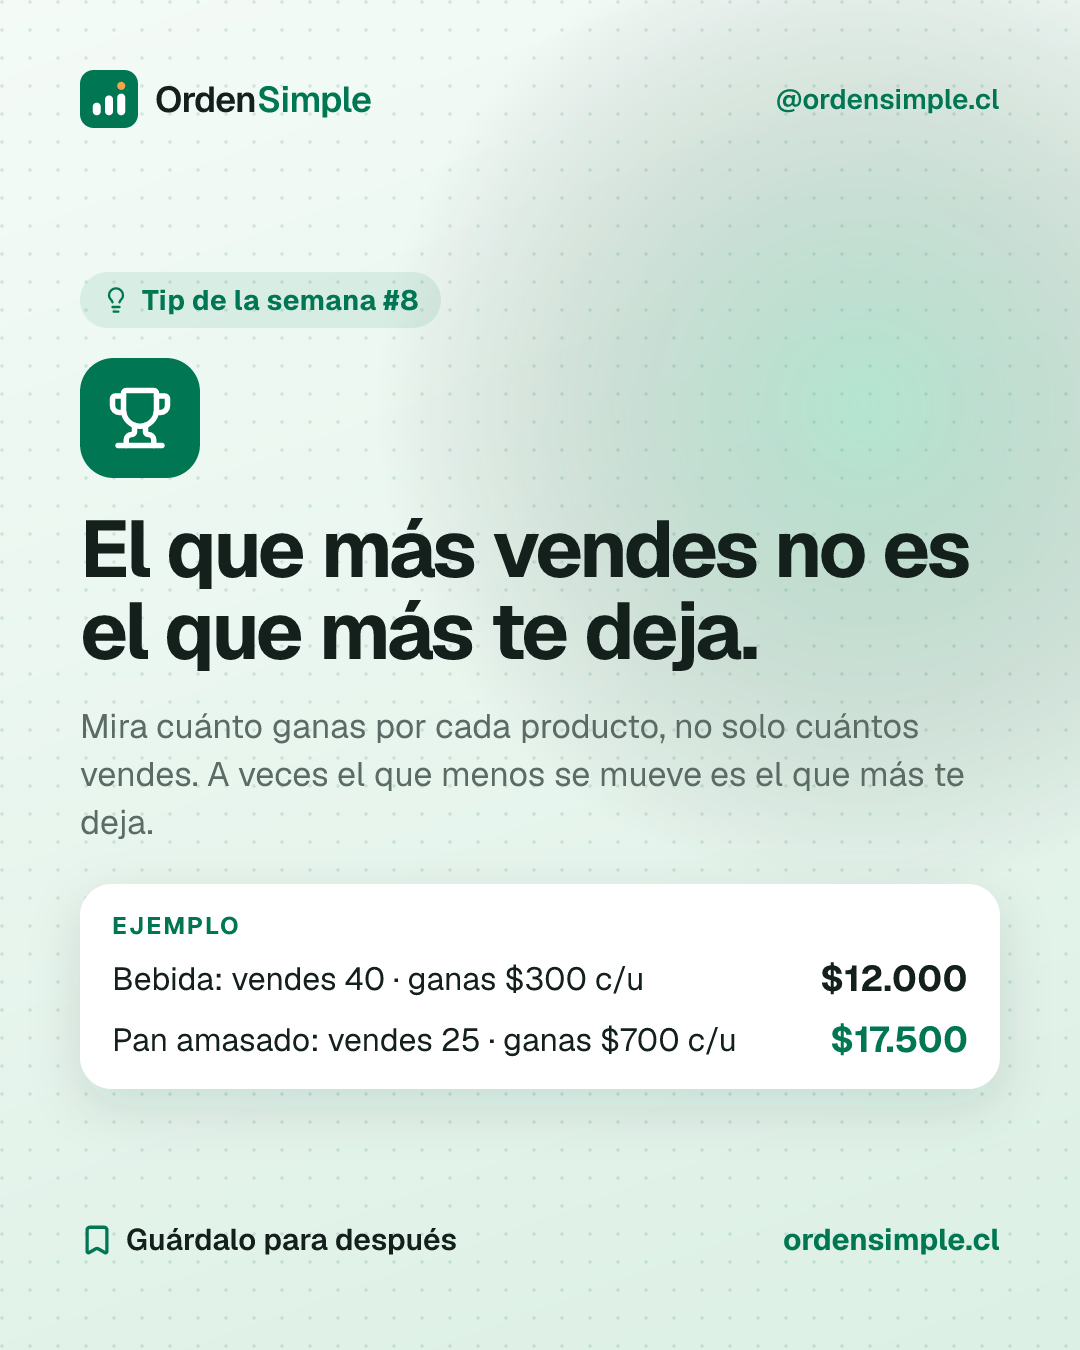 OrdenSimple
@ordensimple.cl
Tip de la semana #8
El que más vendes no es
el que más te deja.
Mira cuánto ganas por cada producto, no solo cuántos
vendes. A veces el que menos se mueve es el que más te
deja.
EJEMPLO
Bebida: vendes 40 · ganas $300 c/u $12.000
Pan amasado: vendes 25 · ganas $700 c/u $17.500
Guárdalo para después
ordensimple.cl